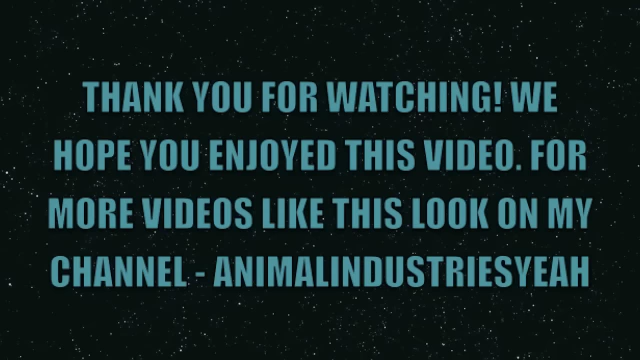 THANK YOU FOR WATCHING! WE
HOPE YOU ENJOYED THIS VIDEO. FOR
MORE VIDEOS LIKE THIS LOOK ON MY
CHANNEL - ANIMALINDUSTRIESYEAH